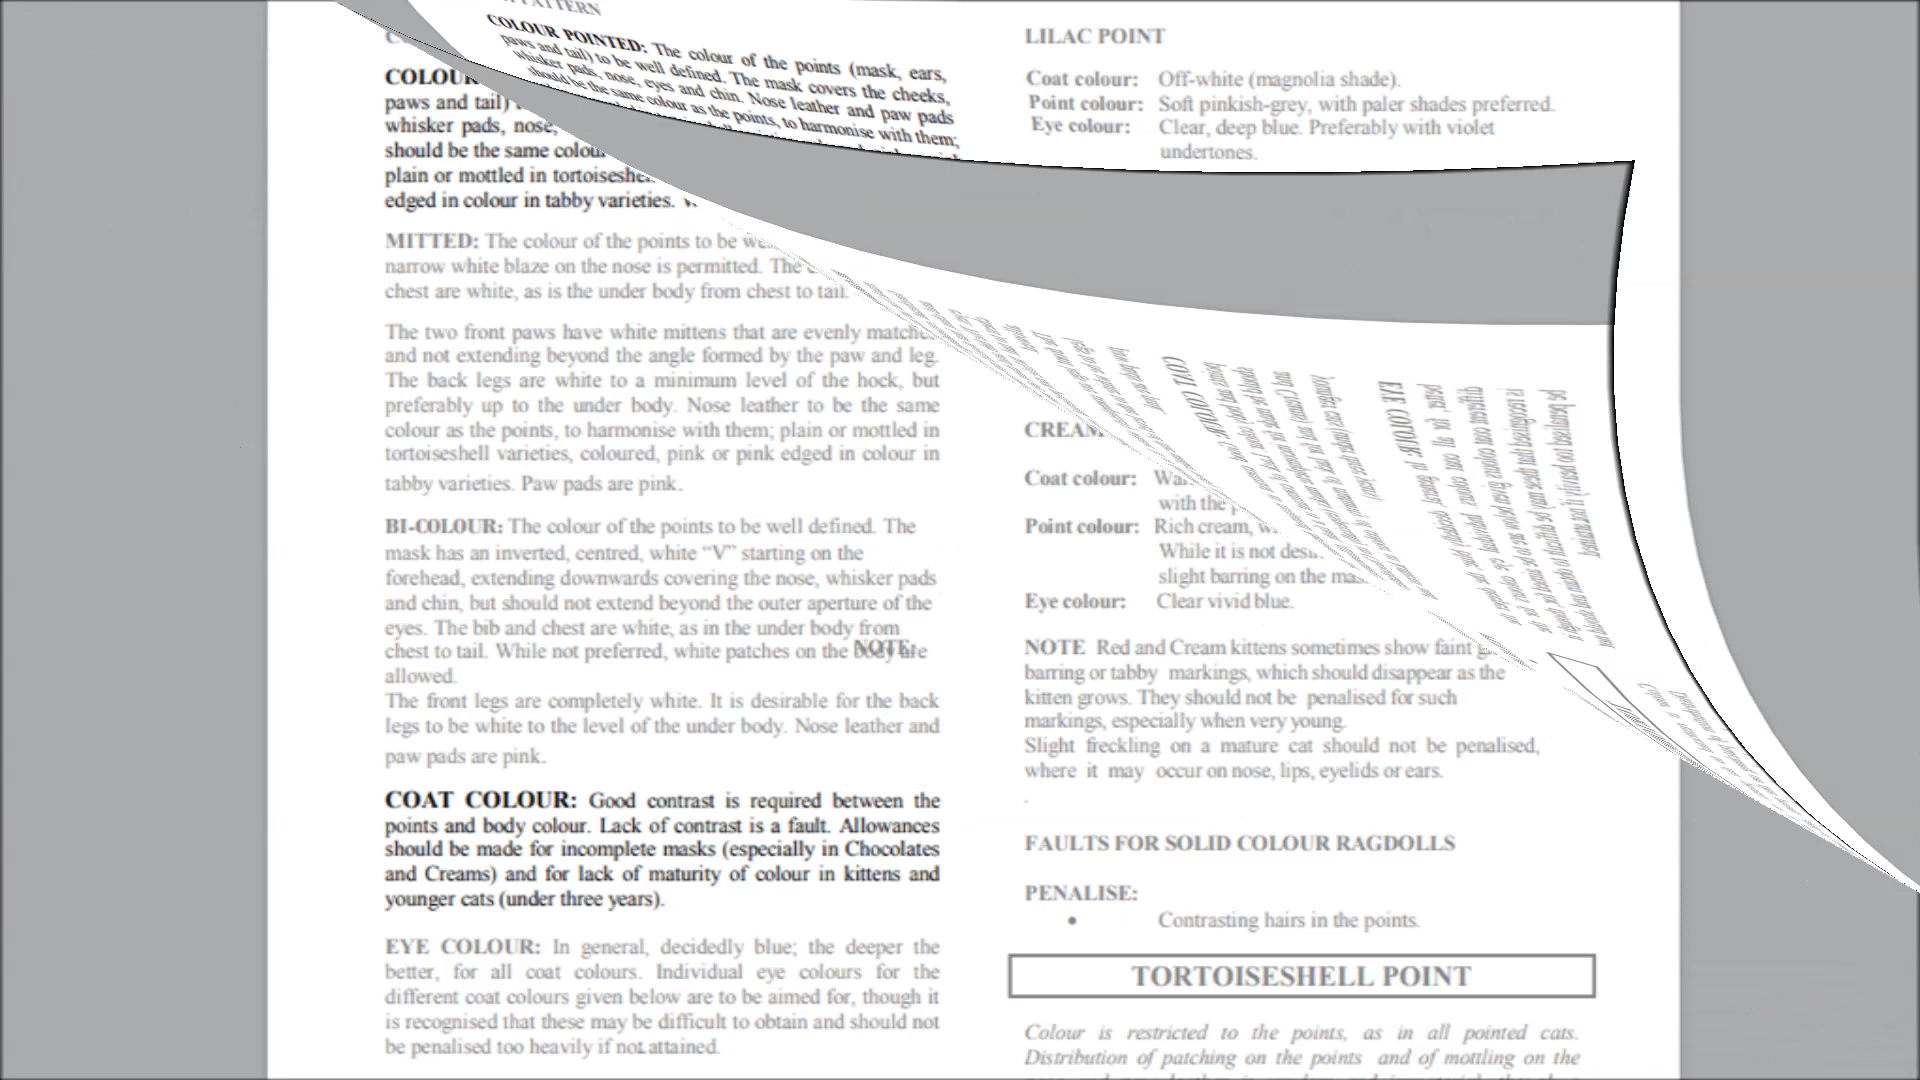 PATTERN
COLOUR POINTED: The colour of the points (mask, ears,
paws and tail) to be well defined. The mask covers the cheeks,
whisker pads, nose, eyes and chin. Nose leather and paw pads
should be the same colour as the points, to harmonise with them;
COLOUR
paws and tail)
whisker pads, nose,
should be the same colour
plain or mottled in
edged in colour in tabby varieties.
MITTED: The colour of the points to be
narrow white blaze on the nose is permitted. The
chest are white, as is the under body from chest to tail.
The two front paws have white mittens that are evenly
and not extending beyond the angle formed by the paw and leg.
The back legs are white to a minimum level of the hock, but
preferably up to the under body. Nose leather to be the same
colour as the points, to harmonise with them; plain or mottled in
tortoiseshell varieties, coloured, pink or pink edged in colour in
tabby varieties. Paw pads are pink.
BI-COLOUR: The colour of the points to be well defined. The
mask has an inverted, centred, white “V” starting on the
forehead, extending downwards covering the nose, whisker pads
and chin, but should not extend beyond the outer aperture of the
eyes. The bib and chest are white, as in the under body from
chest to tail. While not preferred, white patches on the body are
NOTE:
allowed.
The front legs are completely white. It is desirable for the back
legs to be white to the level of the under body. Nose leather and
paw pads are pink.
COAT COLOUR: Good contrast is required between the
points and body colour. Lack of contrast is a fault. Allowances
should be made for incomplete masks (especially in Chocolates
and Creams) and for lack of maturity of colour in kittens and
younger cats (under three years).
EYE COLOUR: In general, decidedly blue; the deeper the
better, for all coat colours. Individual eye colours for the
different coat colours given below are to be aimed for, though it
is recognised that these may be difficult to obtain and should not
be penalised too heavily if not attained.
LILAC POINT
Coat colour: Off-white (magnolia shade).
Point colour: Soft pinkish-grey, with paler shades preferred.
Eye colour: Clear, deep blue. Preferably with violet
undertones.
CREAM
Coat colour:
with the
Point colour: Rich cream,
While it is not
slight barring on the
Eye colour: Clear vivid blue.
NOTE Red and Cream kittens sometimes show faint
barring or tabby markings, which should disappear as the
kitten grows. They should not be penalised for such
markings, especially when very young.
Slight freckling on a mature cat should not be penalised,
where it may occur on nose, lips, eyelids or ears.
FAULTS FOR SOLID COLOUR RAGDOLLS
PENALISE:
• Contrasting hairs in the points.
TORTOISESHELL POINT
Colour is restricted to the points, as in all pointed cats.
Distribution of patching on the points and of mottling on the